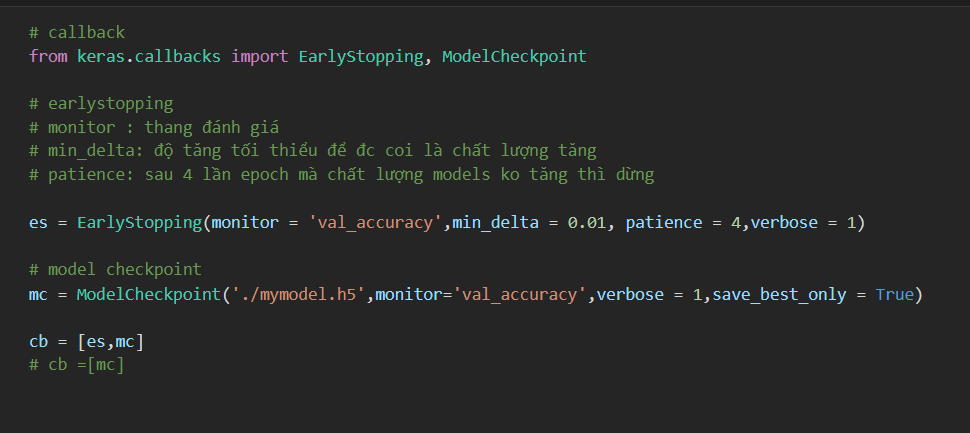 # callback
from keras.callbacks import EarlyStopping, ModelCheckpoint
# earlystopping
# monitor : thang đánh giá
# min_delta: độ tăng tối thiểu để đc coi là chất lượng tăng
# patience: sau 4 lần epoch mà chất lượng models ko tăng thì dừng
es = EarlyStopping(monitor = 'val_accuracy',min_delta = 0.01, patience = 4,verbose = 1)
# model checkpoint
mc = ModelCheckpoint('./mymodel.h5',monitor='val_accuracy',verbose = 1,save_best_only = True)
cb = [es,mc]
# cb =[mc]